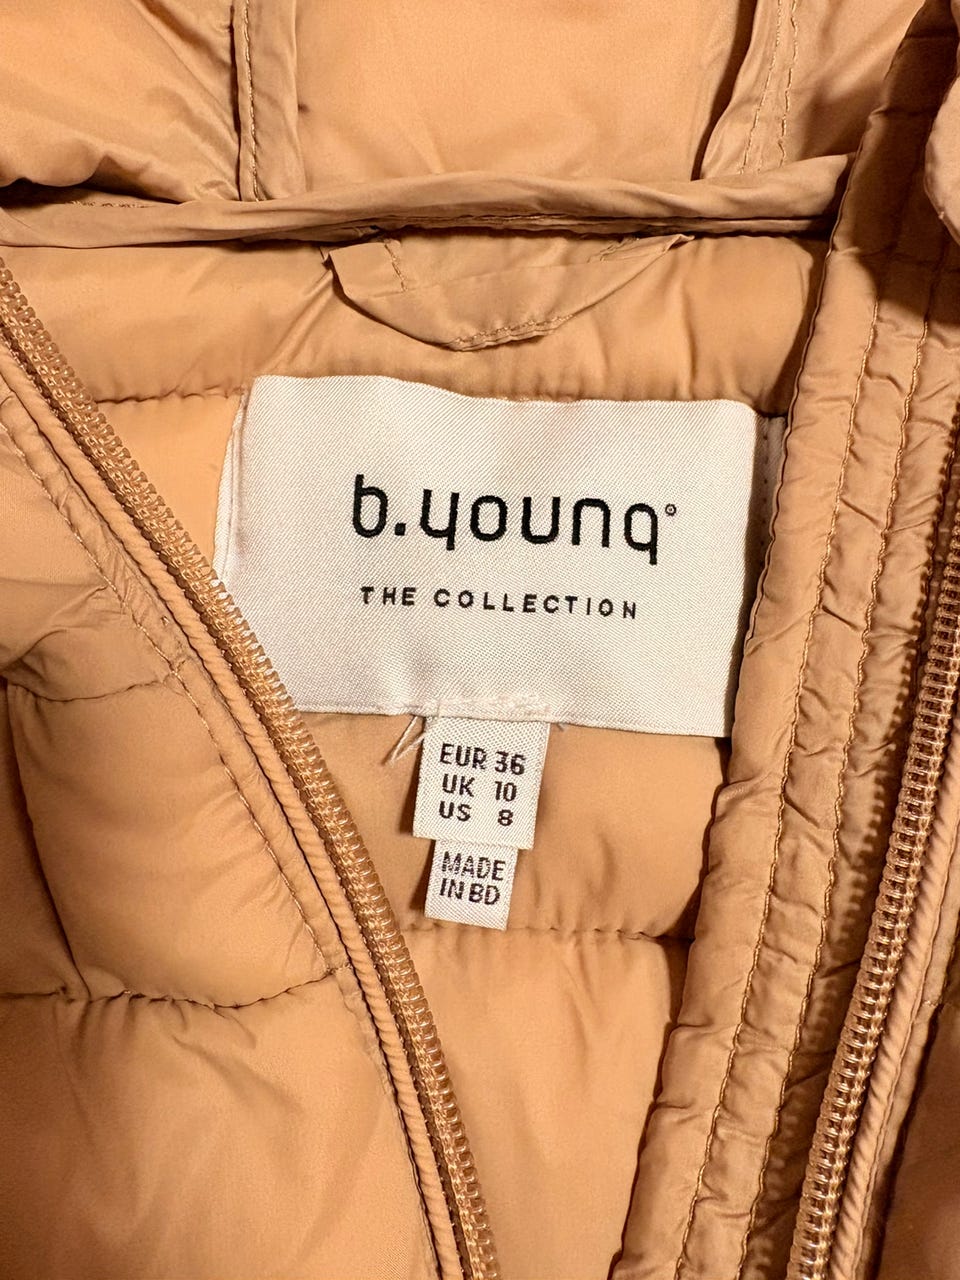 b.young®
THE COLLECTION
EUR 36
UK 10
US 8
MADE
IN BD